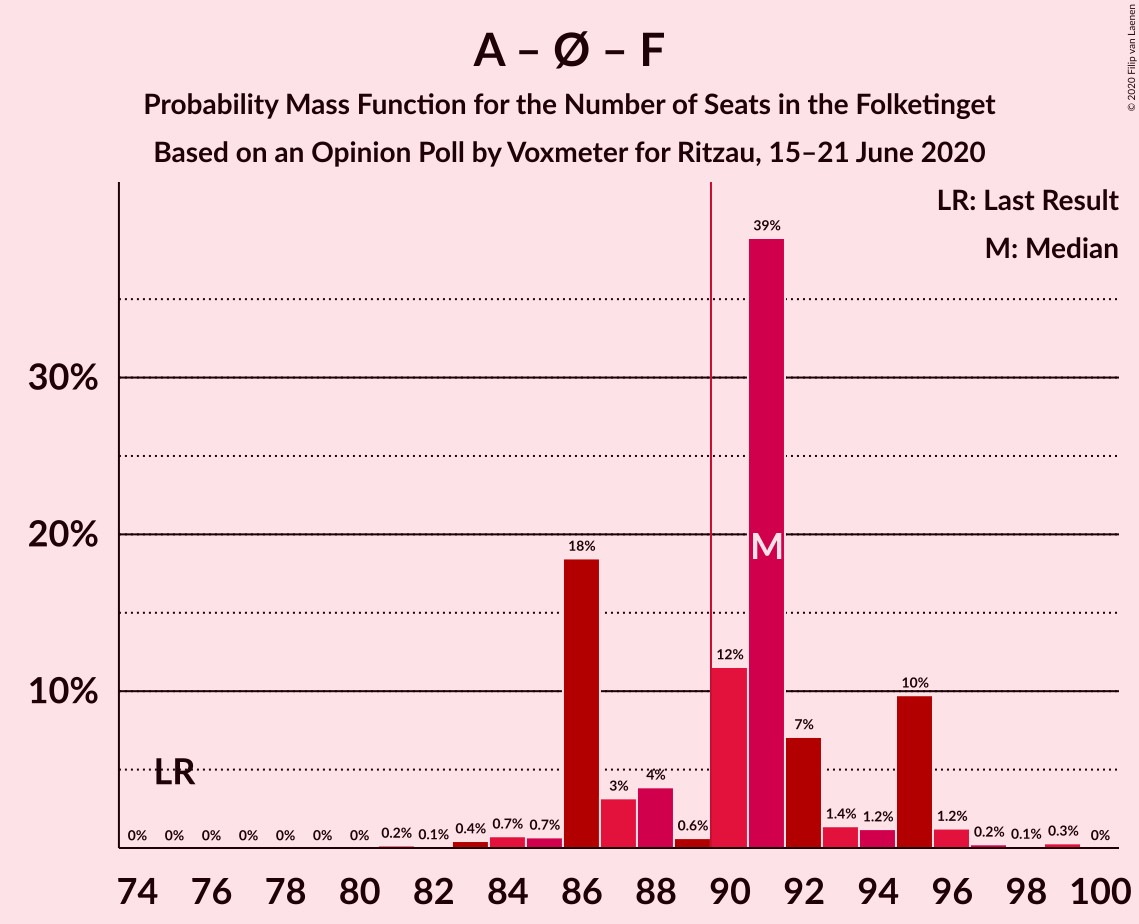 A – Ø – F
Probability Mass Function for the Number of Seats in the Folketinget
Based on an Opinion Poll by Voxmeter for Ritzau, 15–21 June 2020
© 2020 Filip van Laenen
LR: Last Result
M: Median
39%
30%
20%
18%
M
12%
10%
10%
7%
LR
4%
3%
0% 0% 0% 0% 0% 0% 0% 0.2% 0.1% 0.4% 0.7% 0.7% 0.6% 1.4% 1.2% 1.2% 0.2% 0.1% 0.3% 0%
74 76 78 80 82 84 86 88 90 92 94 96 98 100